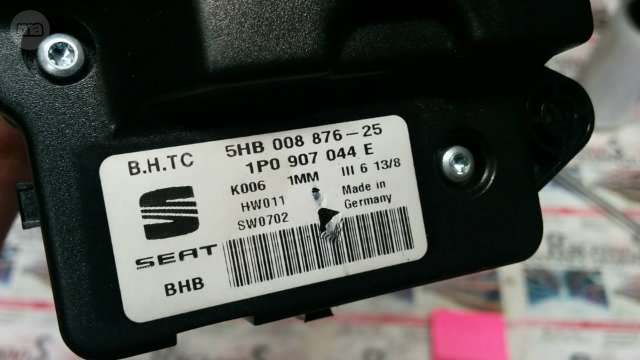 B.H.TC
5HB 008 876-25
1P0 907 044 E
K006 1MM III 6 13/8
HW011 Made in
SW0702 Germany
SEAT
BHB